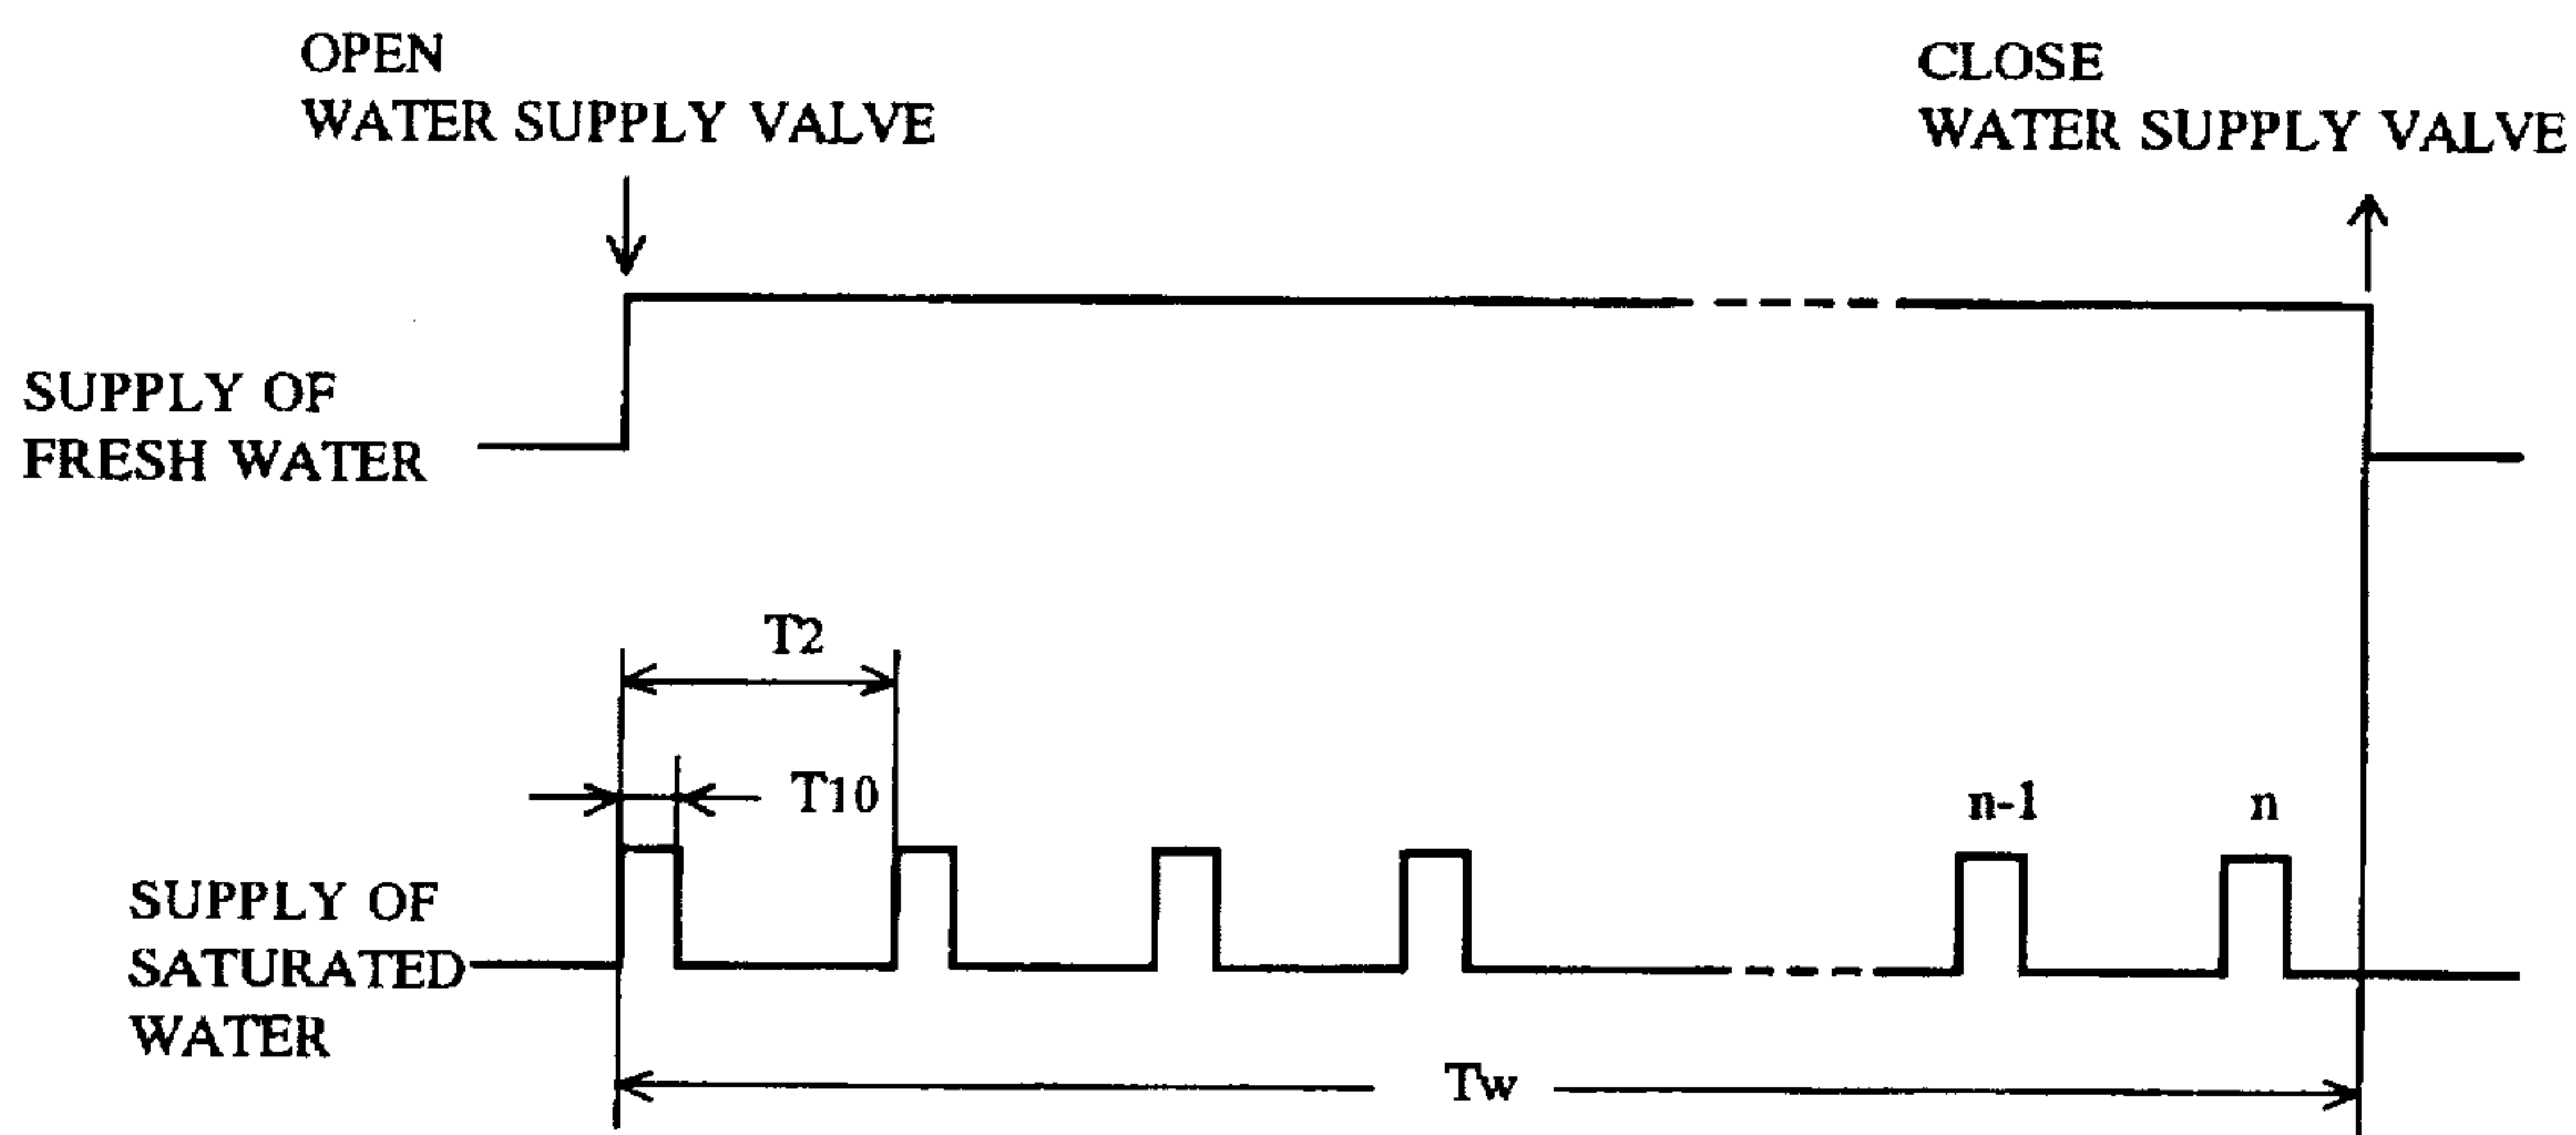 OPEN
WATER SUPPLY VALVE
CLOSE
WATER SUPPLY VALVE
SUPPLY OF
FRESH WATER
T2
T10
n-1
n
SUPPLY OF
SATURATED
WATER
Tw